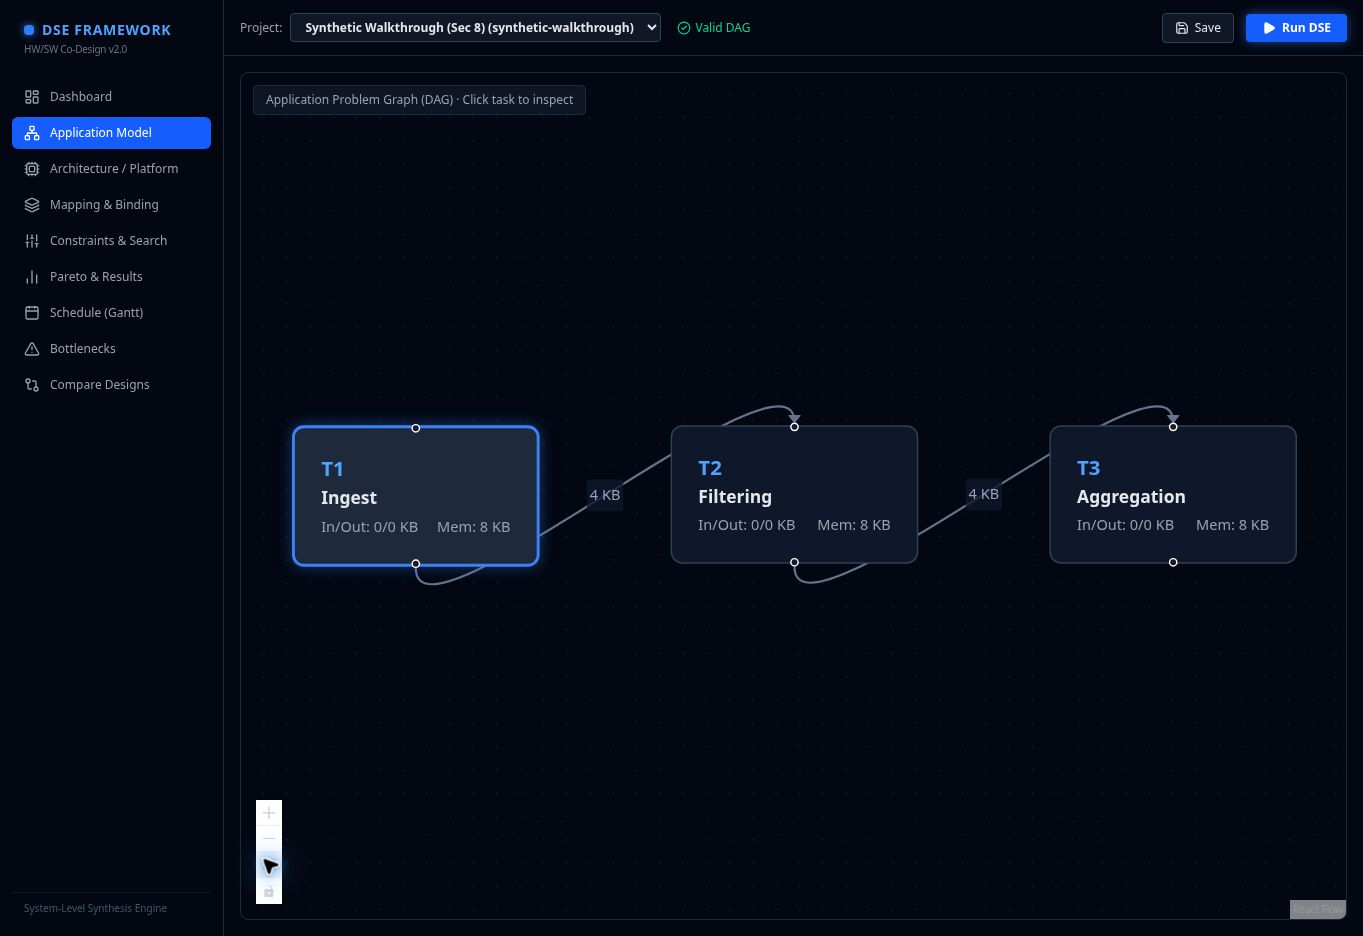 DSE FRAMEWORK
HW/SW Co-Design v2.0
Dashboard
Application Model
Architecture / Platform
Mapping & Binding
Constraints & Search
Pareto & Results
Schedule (Gantt)
Bottlenecks
Compare Designs
System-Level Synthesis Engine
Project: Synthetic Walkthrough (Sec 8) (synthetic-walkthrough) Valid DAG Save Run DSE
Application Problem Graph (DAG) · Click task to inspect
T1
Ingest
In/Out: 0/0 KB Mem: 8 KB
4 KB
T2
Filtering
In/Out: 0/0 KB Mem: 8 KB
4 KB
T3
Aggregation
In/Out: 0/0 KB Mem: 8 KB
React Flow